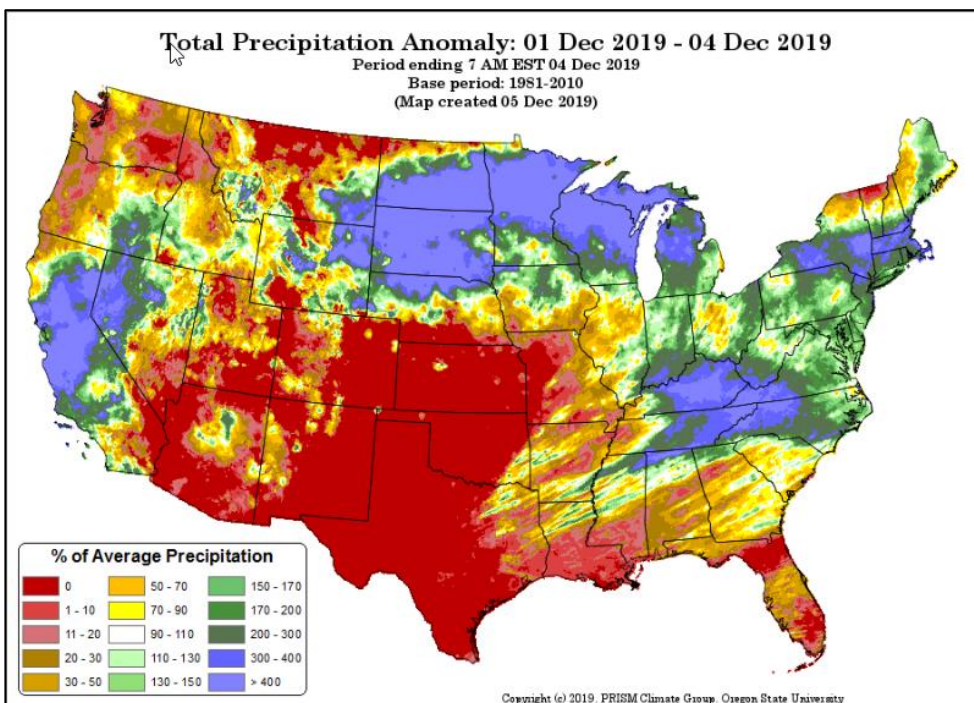 Total Precipitation Anomaly: 01 Dec 2019 - 04 Dec 2019
Period ending 7 AM EST 04 Dec 2019
Base period: 1981-2010
(Map created 05 Dec 2019)
% of Average Precipitation
0
1 - 10
11 - 20
20 - 30
30 - 50
50 - 70
70 - 90
90 - 110
110 - 130
130 - 150
150 - 170
170 - 200
200 - 300
300 - 400
> 400
Copyright (c) 2019, PRISM Climate Group, Oregon State University